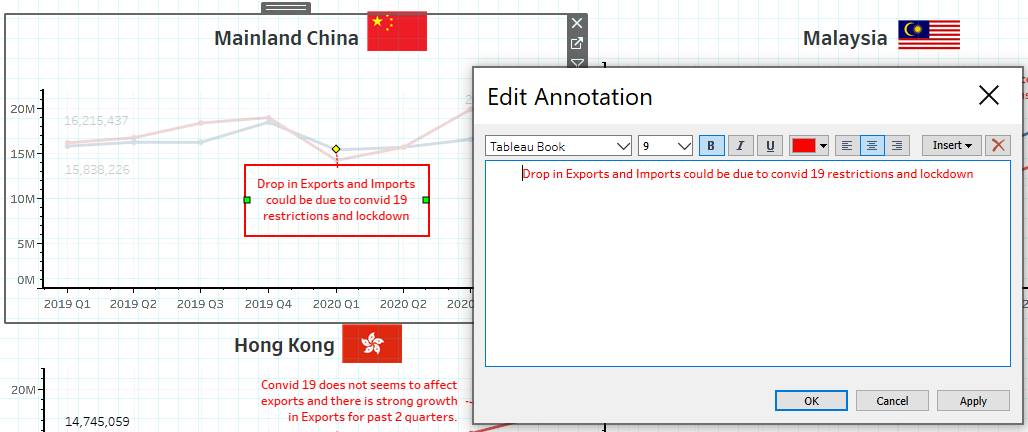 Mainland China
Malaysia
Edit Annotation
Tableau Book
9
B
I
U
Insert
20M
15M
10M
5M
0M
16,215,437
15,838,226
Drop in Exports and Imports
could be due to convid 19
restrictions and lockdown
Drop in Exports and Imports could be due to convid 19 restrictions and lockdown
2019 Q1
2019 Q2
2019 Q3
2019 Q4
2020 Q1
2020 Q2
Hong Kong
20M
14,745,059
Convid 19 does not seems to affect
exports and there is strong growth
in Exports for past 2 quarters.
OK
Cancel
Apply